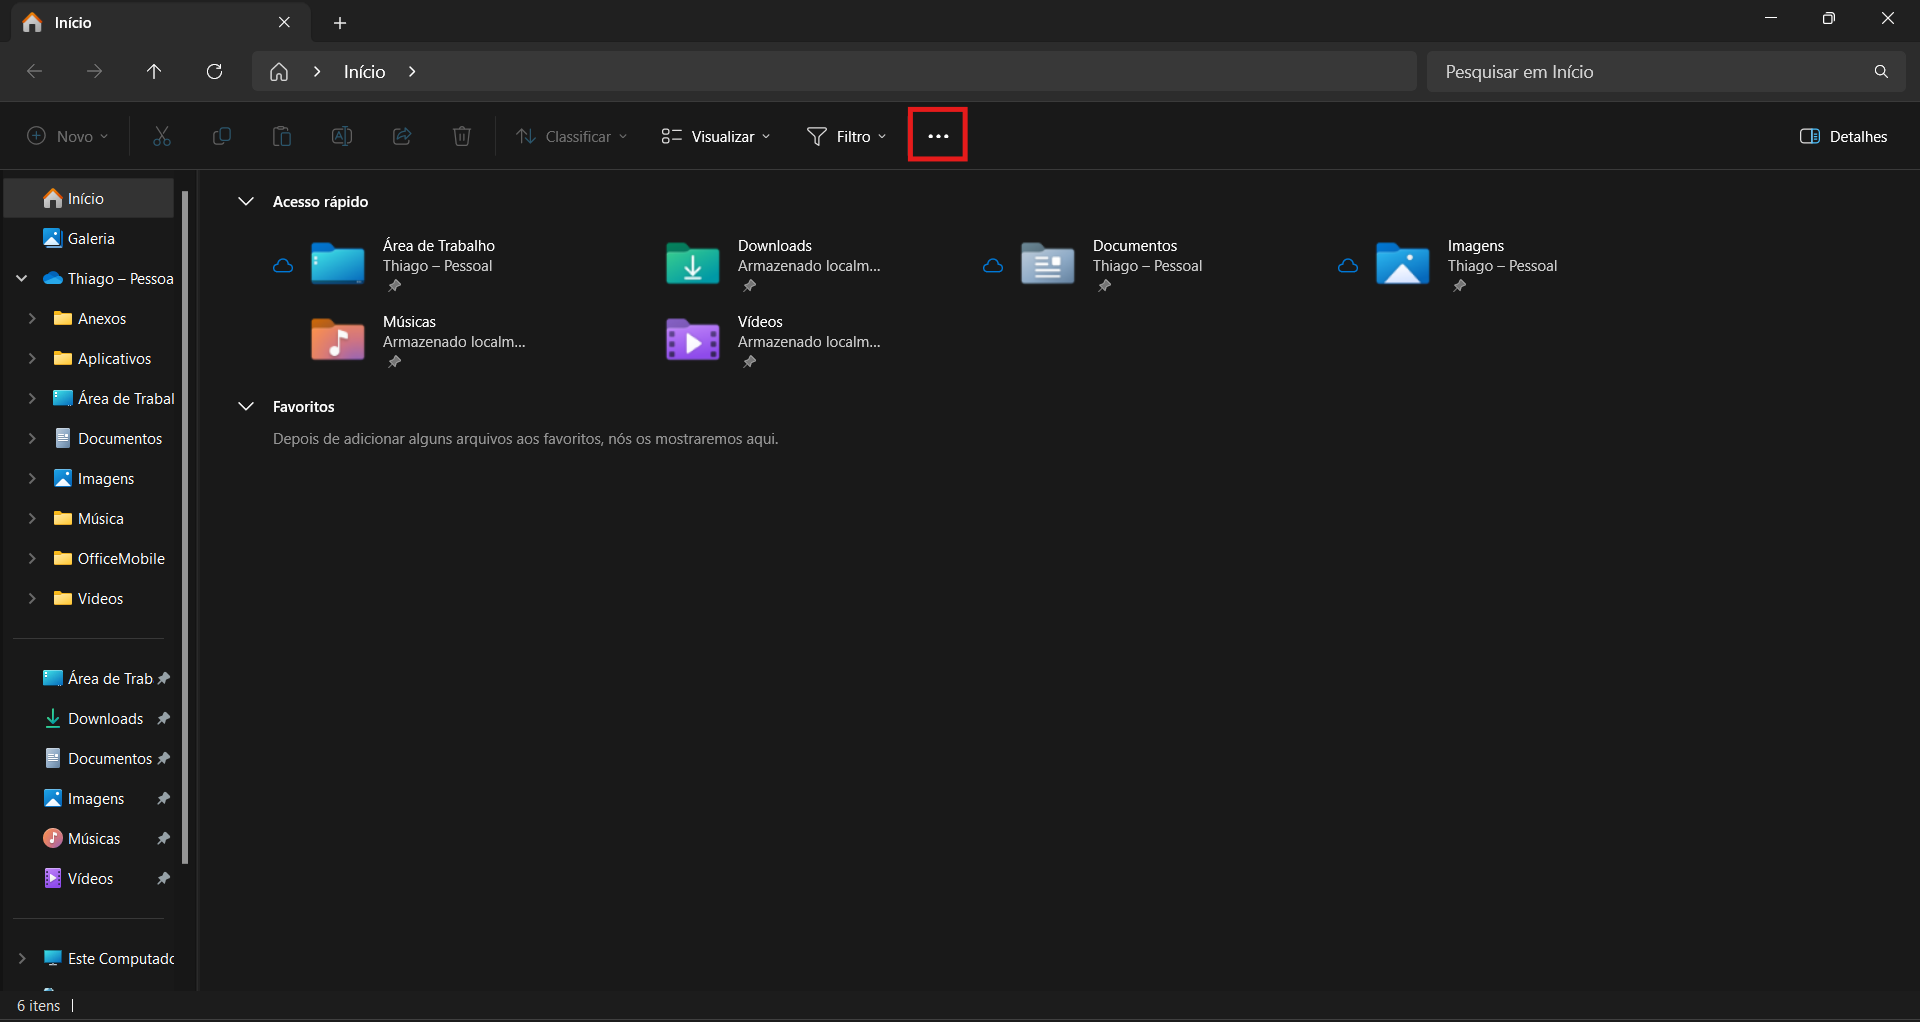 Início
Início
Pesquisar em Início
Novo
Classificar
Visualizar
Filtro
Detalhes
Início
Galeria
Thiago – Pessoa
Anexos
Aplicativos
Área de Trabal
Documentos
Imagens
Música
OfficeMobile
Videos
Área de Trab
Downloads
Documentos
Imagens
Músicas
Vídeos
Este Computado
Acesso rápido
Área de Trabalho
Thiago – Pessoal
Downloads
Armazenado localm...
Documentos
Thiago – Pessoal
Imagens
Thiago – Pessoal
Músicas
Armazenado localm...
Vídeos
Armazenado localm...
Favoritos
Depois de adicionar alguns arquivos aos favoritos, nós os mostraremos aqui.
6 itens